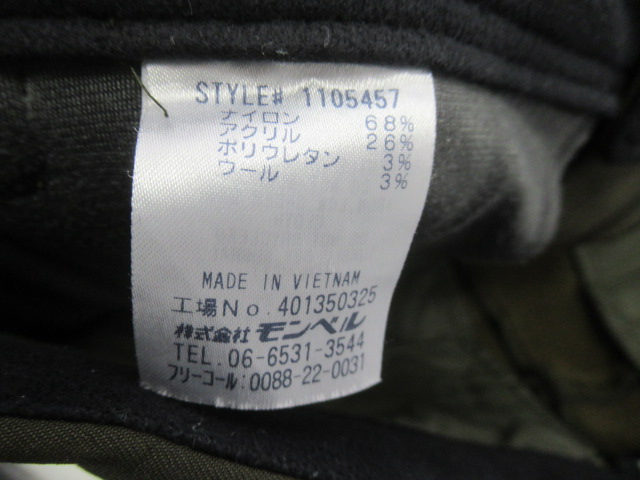 STYLE# 1105457
ナイロン 68%
アクリル 26%
ポリウレタン 3%
ウール 3%
MADE IN VIETNAM
工場No.401350325
株式会社 モンベル
TEL.06-6531-3544
フリーコール:0088-22-0031